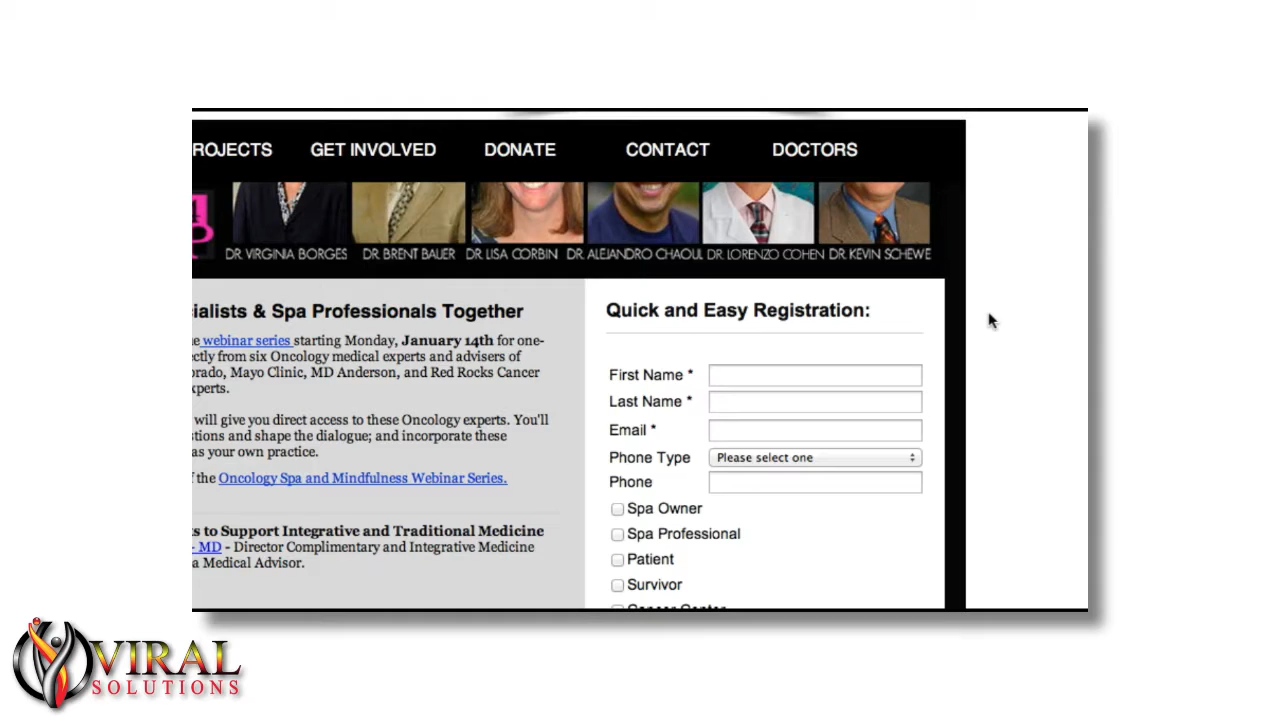 ROJECTS GET INVOLVED DONATE CONTACT DOCTORS
DR. VIRGINIA BORGES DR. BRENT BAUER DR. LISA CORBIN DR. ALEJANDRO CHAOUL DR. LORENZO COHEN DR. KEVIN SCHEWE
ialists & Spa Professionals Together
e webinar series starting Monday, January 14th for one-
ctly from six Oncology medical experts and advisers of
orado, Mayo Clinic, MD Anderson, and Red Rocks Cancer
xperts.
will give you direct access to these Oncology experts. You'll
stions and shape the dialogue; and incorporate these
as your own practice.
f the Oncology Spa and Mindfulness Webinar Series.
ks to Support Integrative and Traditional Medicine
- MD - Director Complimentary and Integrative Medicine
a Medical Advisor.
Quick and Easy Registration:
First Name *
Last Name *
Email *
Phone Type Please select one
Phone
Spa Owner
Spa Professional
Patient
Survivor
Cancer Center
VIRAL
SOLUTIONS